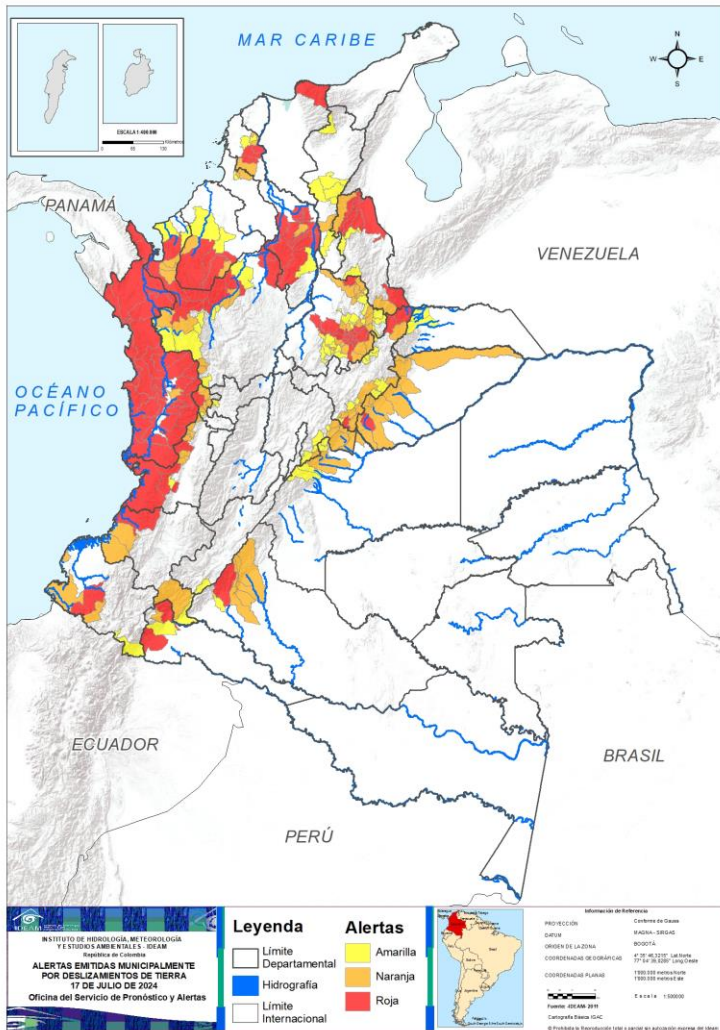 MAR CARIBE
N
W
E
S
ESCALA 1:400.000
PANAMÁ
VENEZUELA
OCÉANO
PACÍFICO
ECUADOR
BRASIL
PERÚ
IDEAM
INSTITUTO DE HIDROLOGÍA, METEOROLOGÍA
Y ESTUDIOS AMBIENTALES - IDEAM
República de Colombia
ALERTAS EMITIDAS MUNICIPALMENTE
POR DESLIZAMIENTOS DE TIERRA
17 DE JULIO DE 2024
Oficina del Servicio de Pronóstico y Alertas
Leyenda
Límite
Departamental
Hidrografía
Límite
Internacional
Alertas
Amarilla
Naranja
Roja
Información de Referencia
PROYECCIÓN
Conforme de Gauss
DATUM
MAGNA - SIRGAS
ORIGEN DE LA ZONA
BOGOTÁ
COORDENADAS GEOGRÁFICAS
COORDENADAS PLANAS
Escala
Fuente: IDEAM- 2011
Cartografía Básica IGAC